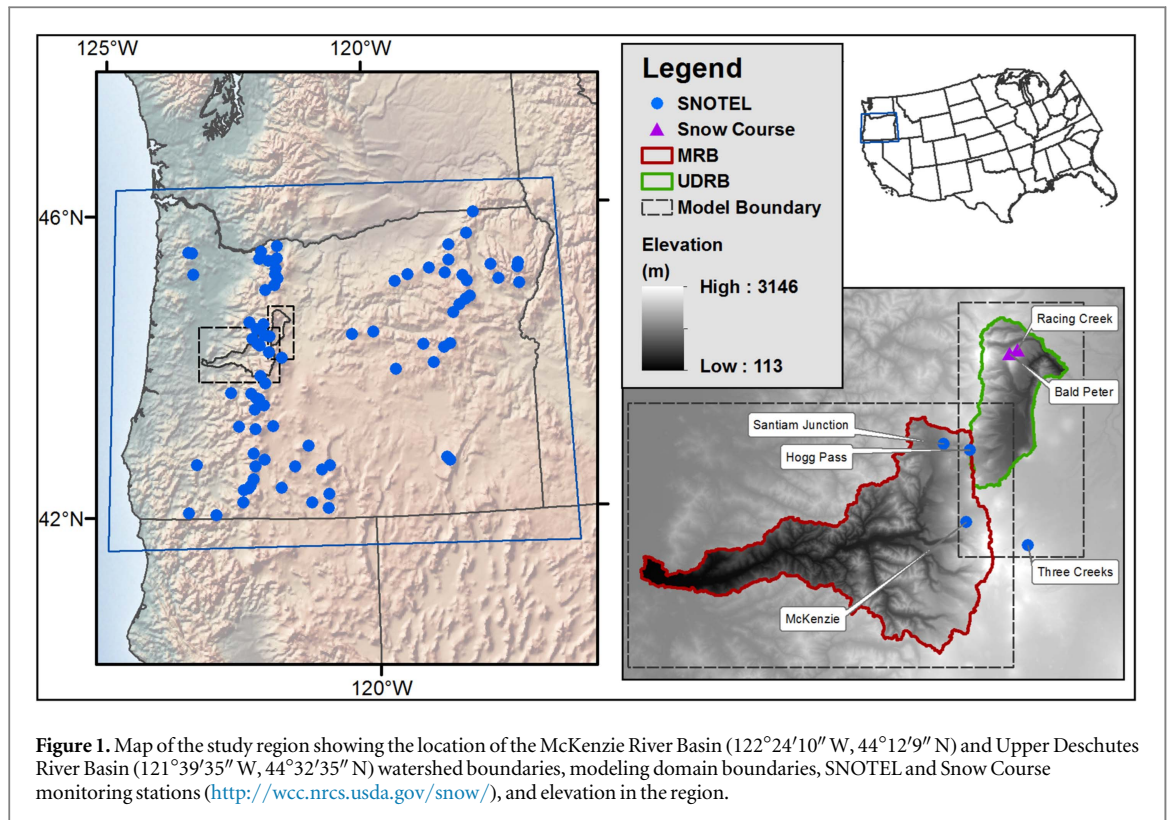 125°W
120°W
46°N
42°N
120°W
Legend
SNOTEL
Snow Course
MRB
UDRB
Model Boundary
Elevation
(m)
High : 3146
Low : 113
Racing Creek
Bald Peter
Santiam Junction
Hogg Pass
Three Creeks
McKenzie
Figure 1. Map of the study region showing the location of the McKenzie River Basin (122°24′10″ W, 44°12′9″ N) and Upper Deschutes
River Basin (121°39′35″ W, 44°32′35″ N) watershed boundaries, modeling domain boundaries, SNOTEL and Snow Course
monitoring stations (http://wcc.nrcs.usda.gov/snow/), and elevation in the region.